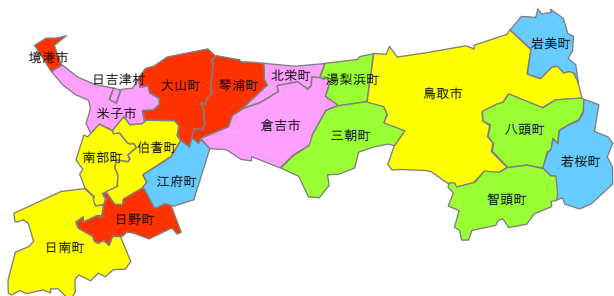 岩美町
境港市
日吉津村
大山町
琴浦町
北栄町
湯梨浜町
鳥取市
米子市
倉吉市
三朝町
八頭町
南部町
伯耆町
江府町
若桜町
智頭町
日野町
日南町